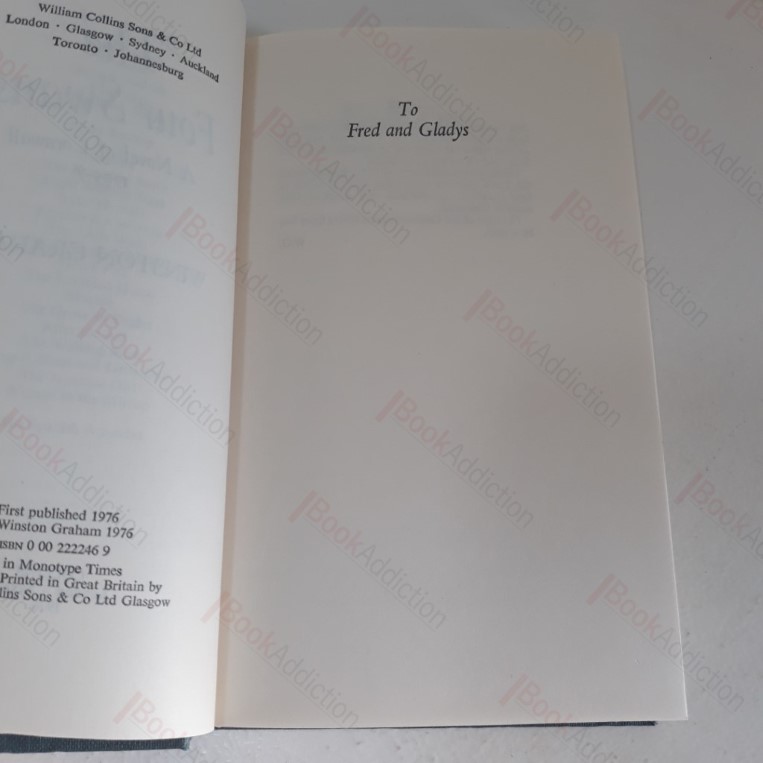 William Collins Sons & Co Ltd
London · Glasgow · Sydney · Auckland
Toronto · Johannesburg
First published 1976
Winston Graham 1976
ISBN 0 00 222246 9
in Monotype Times
Printed in Great Britain by
lins Sons & Co Ltd Glasgow
To
Fred and Gladys
BookAddiction